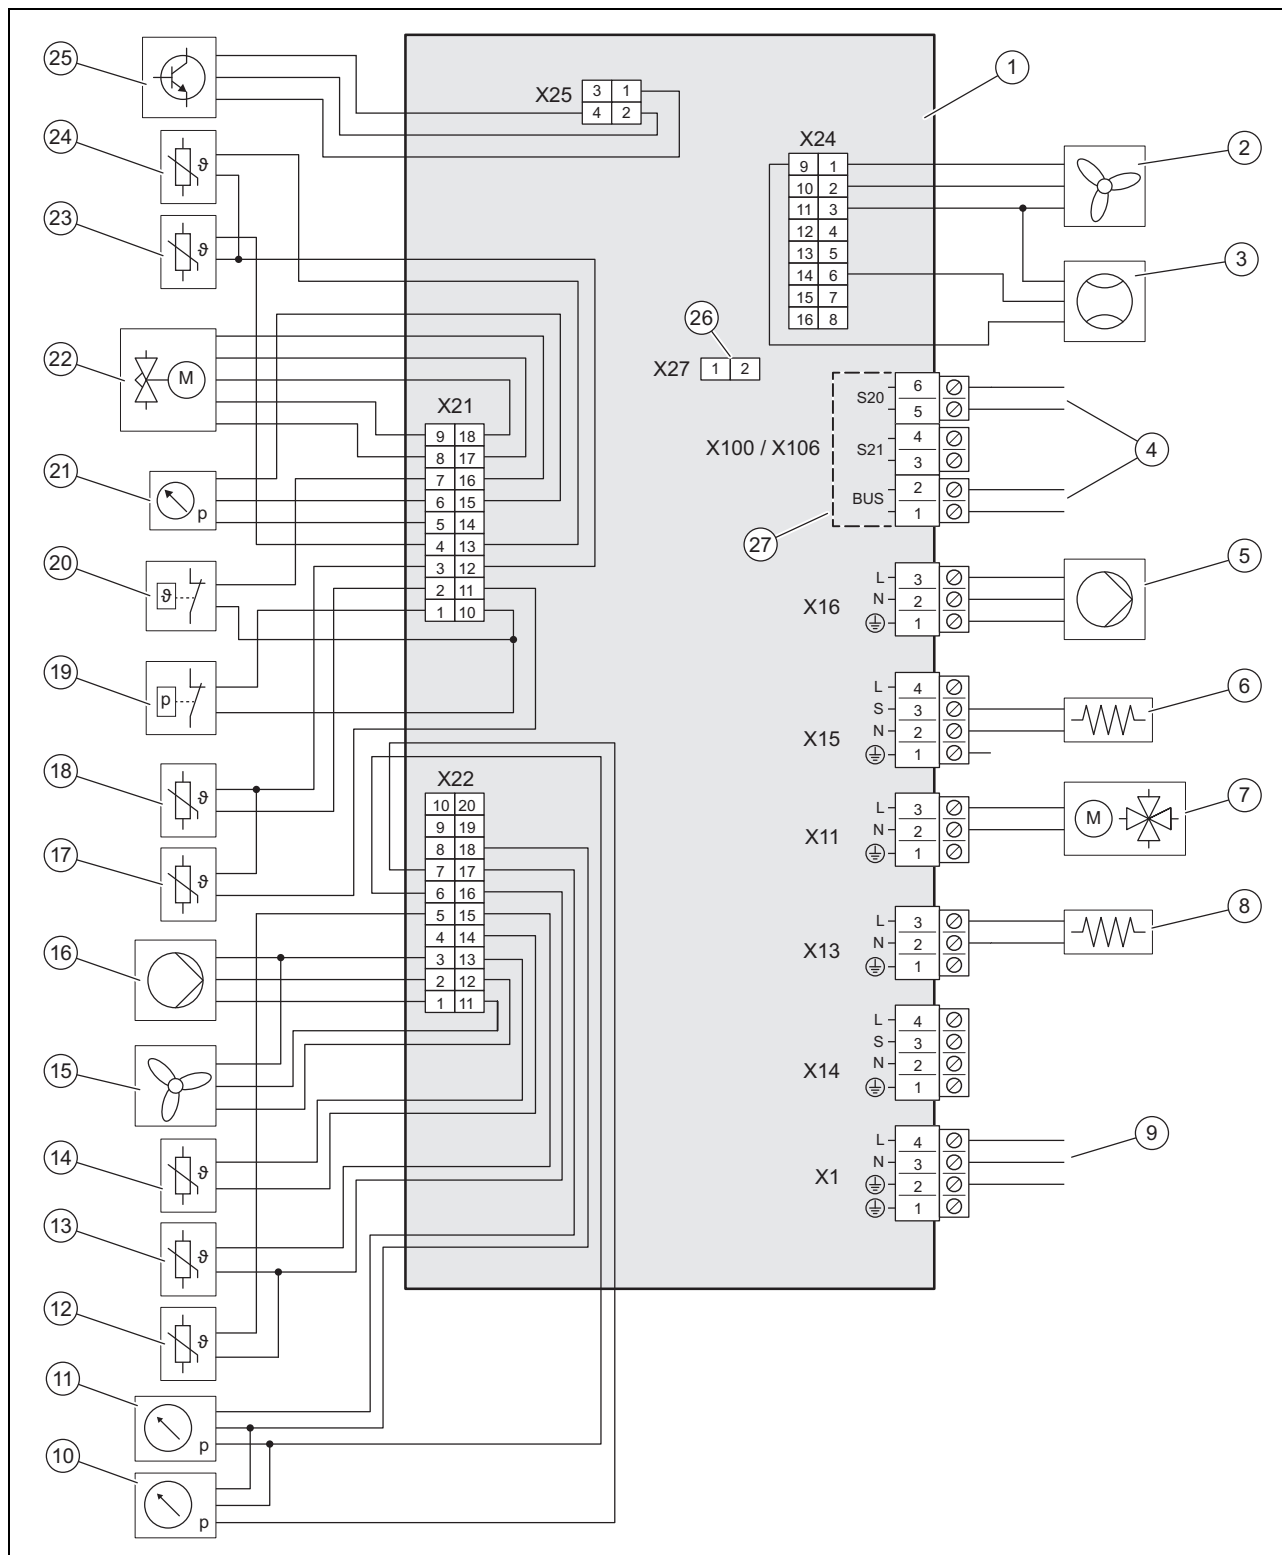 25
X25
3 1
4 2
1
24
ϑ
X24
9 1
10 2
11 3
12 4
13 5
14 6
15 7
16 8
2
23
ϑ
3
26
X27
1 2
22
M
X21
9 18
8 17
7 16
6 15
5 14
4 13
3 12
2 11
1 10
X100 / X106
S20
6
5
S21
4
3
BUS
2
1
4
27
21
p
20
ϑ
X16
L 3
N 2
1
5
19
p
X15
L 4
S 3
N 2
1
6
18
ϑ
X22
10 20
9 19
8 18
7 17
6 16
5 15
4 14
3 13
2 12
1 11
X11
L 3
N 2
1
M
7
17
ϑ
16
X13
L 3
N 2
1
8
15
X14
L 4
S 3
N 2
1
14
ϑ
X1
L 4
N 3
2
1
9
13
ϑ
12
ϑ
11
p
10
p